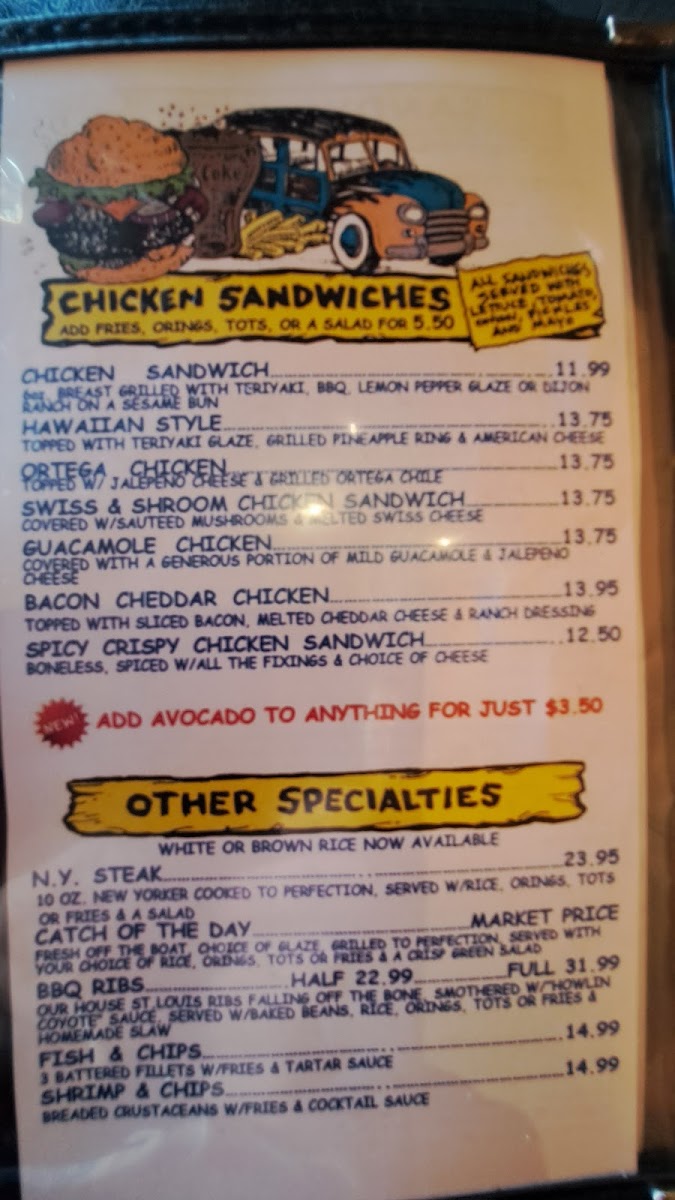 Coke
CHICKEN SANDWICHES
ADD FRIES, ORINGS, TOTS, OR A SALAD FOR 5.50
ALL SANDWICHES
SERVED WITH
LETTUCE, TOMATO,
ONION, PICKLES
AND MAYO
CHICKEN SANDWICH 11.99
6oz. BREAST GRILLED WITH TERIYAKI, BBQ, LEMON PEPPER GLAZE OR DIJON
RANCH ON A SESAME BUN
HAWAIIAN STYLE 13.75
TOPPED WITH TERIYAKI GLAZE, GRILLED PINEAPPLE RING & AMERICAN CHEESE
ORTEGA CHICKEN 13.75
TOPPED W/ JALEPENO CHEESE & GRILLED ORTEGA CHILE
SWISS & SHROOM CHICKEN SANDWICH 13.75
COVERED W/SAUTEED MUSHROOMS & MELTED SWISS CHEESE
GUACAMOLE CHICKEN 13.75
COVERED WITH A GENEROUS PORTION OF MILD GUACAMOLE & JALEPENO
CHEESE
BACON CHEDDAR CHICKEN 13.95
TOPPED WITH SLICED BACON, MELTED CHEDDAR CHEESE & RANCH DRESSING
SPICY CRISPY CHICKEN SANDWICH 12.50
BONELESS, SPICED W/ALL THE FIXINGS & CHOICE OF CHEESE
NEW! ADD AVOCADO TO ANYTHING FOR JUST $3.50
OTHER SPECIALTIES
WHITE OR BROWN RICE NOW AVAILABLE
N.Y. STEAK 23.95
10 OZ. NEW YORKER COOKED TO PERFECTION, SERVED W/RICE, ORINGS, TOTS
OR FRIES & A SALAD
CATCH OF THE DAY MARKET PRICE
FRESH OFF THE BOAT, CHOICE OF GLAZE, GRILLED TO PERFECTION, SERVED WITH
YOUR CHOICE OF RICE, ORINGS, TOTS OR FRIES & A CRISP GREEN SALAD
BBQ RIBS HALF 22.99 FULL 31.99
OUR HOUSE ST.LOUIS RIBS FALLING OFF THE BONE, SMOTHERED W/"HOWLIN
COYOTE" SAUCE, SERVED W/BAKED BEANS, RICE, ORINGS, TOTS OR FRIES &
HOMEMADE SLAW
FISH & CHIPS 14.99
3 BATTERED FILLETS W/FRIES & TARTAR SAUCE
SHRIMP & CHIPS 14.99
BREADED CRUSTACEANS W/FRIES & COCKTAIL SAUCE